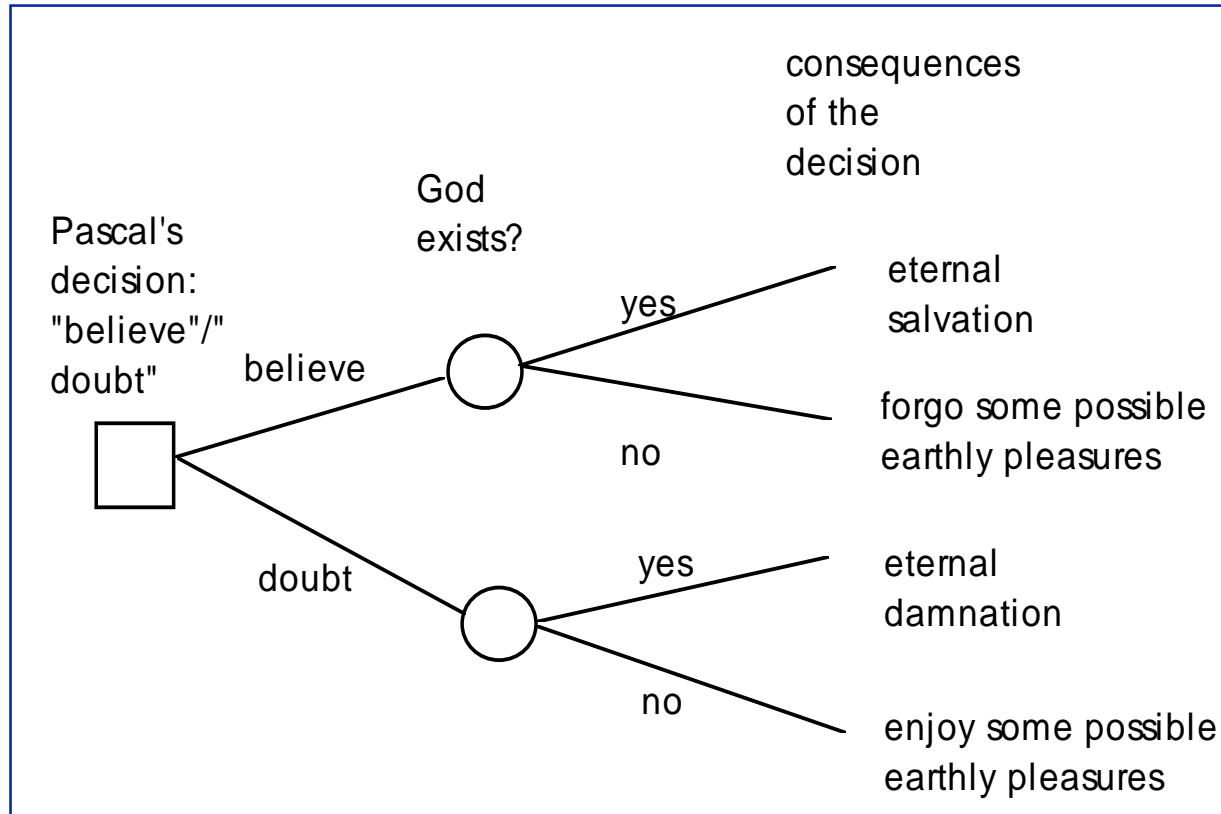 consequences
of the
decision
God
exists?
Pascal's
decision:
"believe"/"
doubt"
believe
yes
eternal
salvation
no
forgo some possible
earthly pleasures
doubt
yes
eternal
damnation
no
enjoy some possible
earthly pleasures